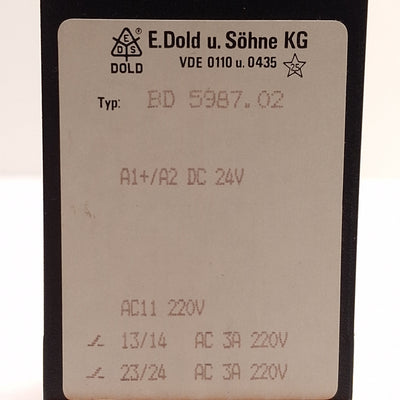 E
D S
DOLD
E.Dold u. Söhne KG
VDE 0110 u. 0435 25
Typ: BD 5987.02
A1+/A2 DC 24V
AC11 220V
13/14 AC 3A 220V
23/24 AC 3A 220V